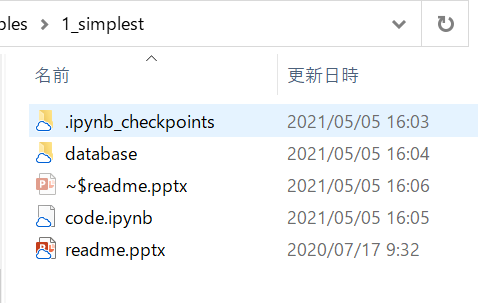 bles > 1_simplest
名前 更新日時
.ipynb_checkpoints 2021/05/05 16:03
database 2021/05/05 16:04
~$readme.pptx 2021/05/05 16:06
code.ipynb 2021/05/05 16:05
readme.pptx 2020/07/17 9:32